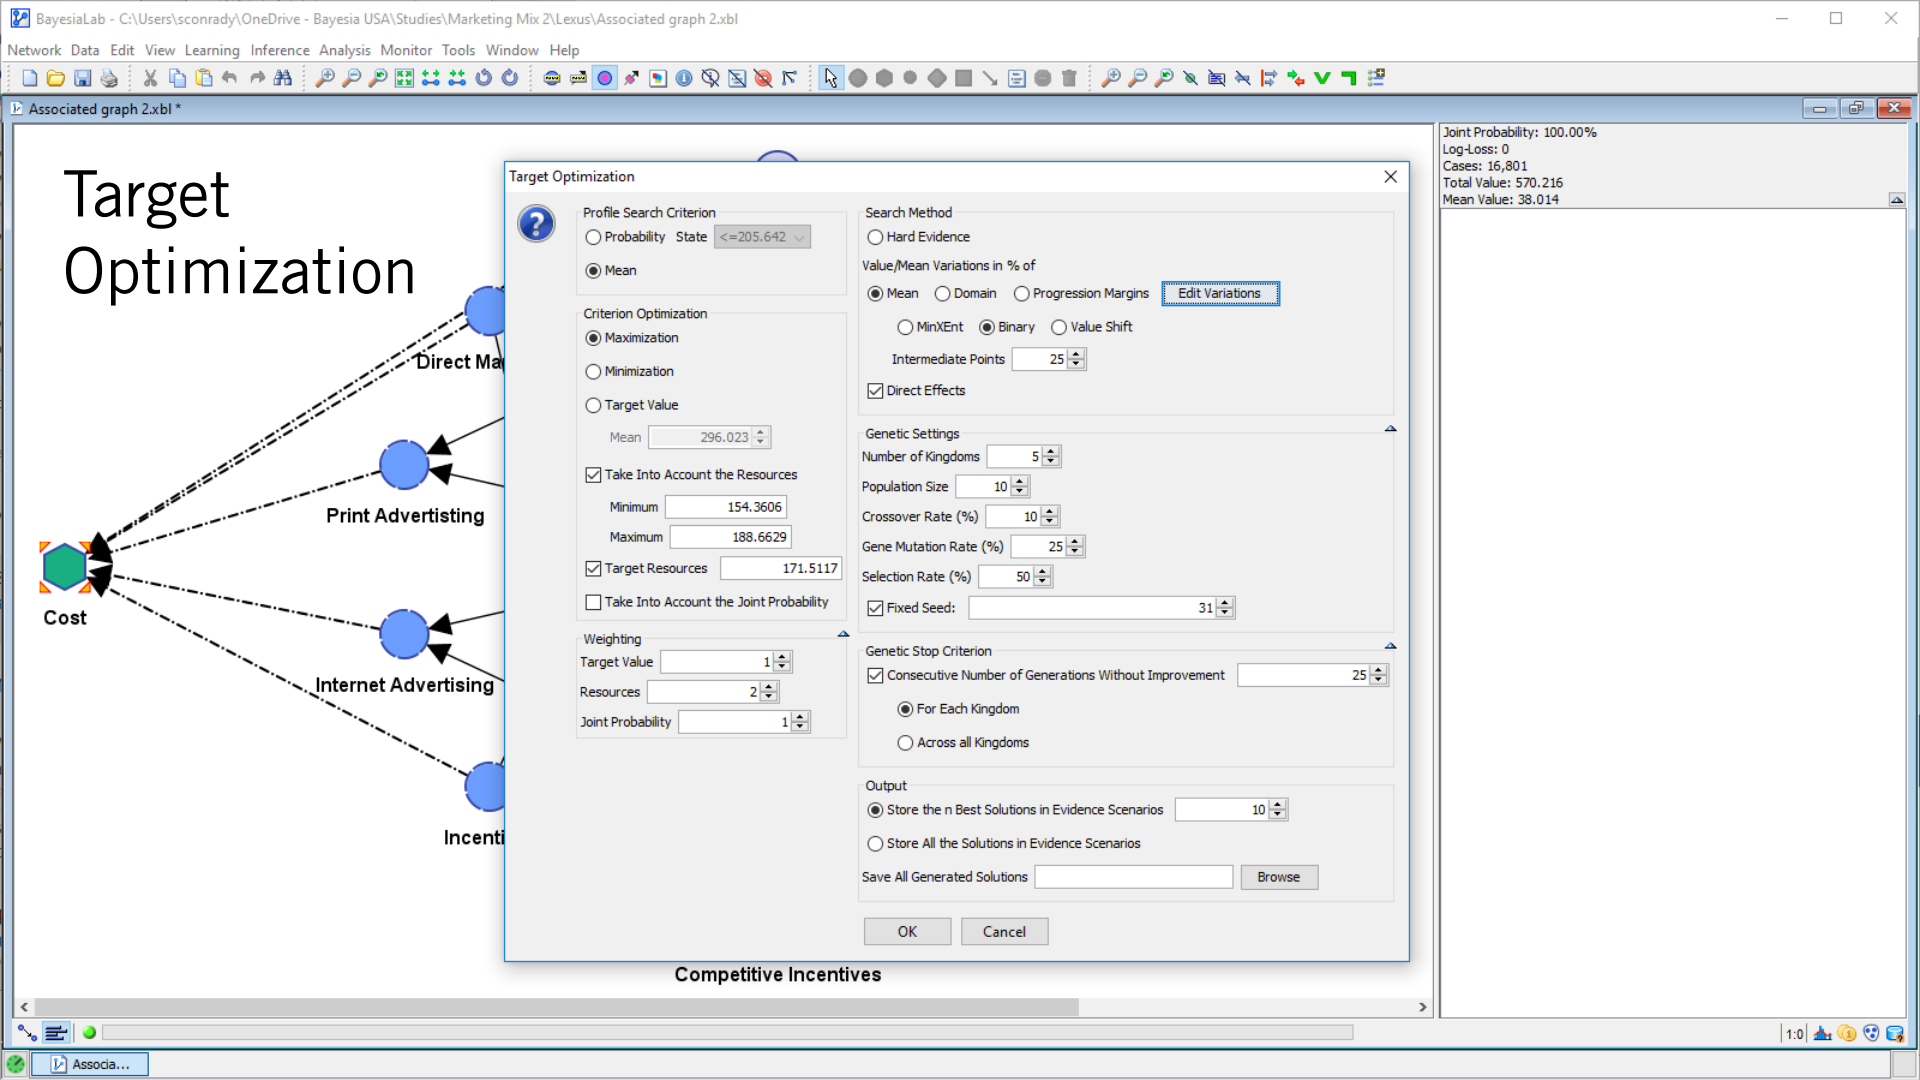 BayesiaLab - C:\Users\sconrady\OneDrive - Bayesia USA\Studies\Marketing Mix 2\Lexus\Associated graph 2.xbl
Network Data Edit View Learning Inference Analysis Monitor Tools Window Help
Associated graph 2.xbl *
Target
Optimization
Direct Ma
Print Advertisting
Cost
Internet Advertising
Incenti
Competitive Incentives
Target Optimization
Profile Search Criterion
Probability State <=205.642
Mean
Criterion Optimization
Maximization
Minimization
Target Value
Mean 296.023
Take Into Account the Resources
Minimum 154.3606
Maximum 188.6629
Target Resources 171.5117
Take Into Account the Joint Probability
Weighting
Target Value 1
Resources 2
Joint Probability 1
Search Method
Hard Evidence
Value/Mean Variations in % of
Mean Domain Progression Margins Edit Variations
MinXEnt Binary Value Shift
Intermediate Points 25
Direct Effects
Genetic Settings
Number of Kingdoms 5
Population Size 10
Crossover Rate (%) 10
Gene Mutation Rate (%) 25
Selection Rate (%) 50
Fixed Seed: 31
Genetic Stop Criterion
Consecutive Number of Generations Without Improvement 25
For Each Kingdom
Across all Kingdoms
Output
Store the n Best Solutions in Evidence Scenarios 10
Store All the Solutions in Evidence Scenarios
Save All Generated Solutions Browse
OK Cancel
Joint Probability: 100.00%
Log-Loss: 0
Cases: 16,801
Total Value: 570.216
Mean Value: 38.014
1:0
Associa...